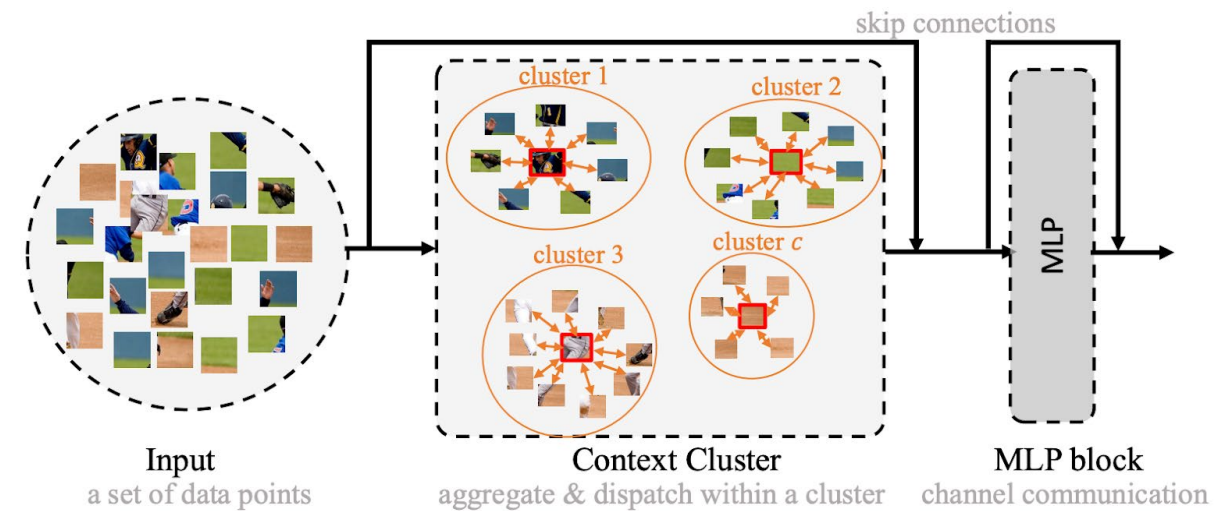 skip connections
cluster 1
cluster 2
cluster 3
cluster c
MLP
Input
a set of data points
Context Cluster
aggregate & dispatch within a cluster
MLP block
channel communication